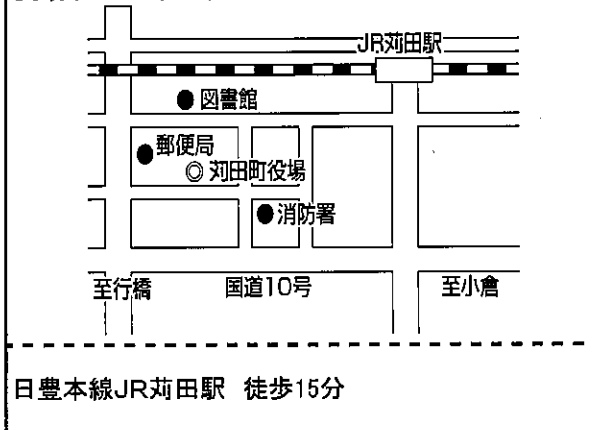 JR苅田駅
図書館
郵便局
苅田町役場
消防署
至行橋
国道10号
至小倉
日豊本線JR苅田駅 徒歩15分